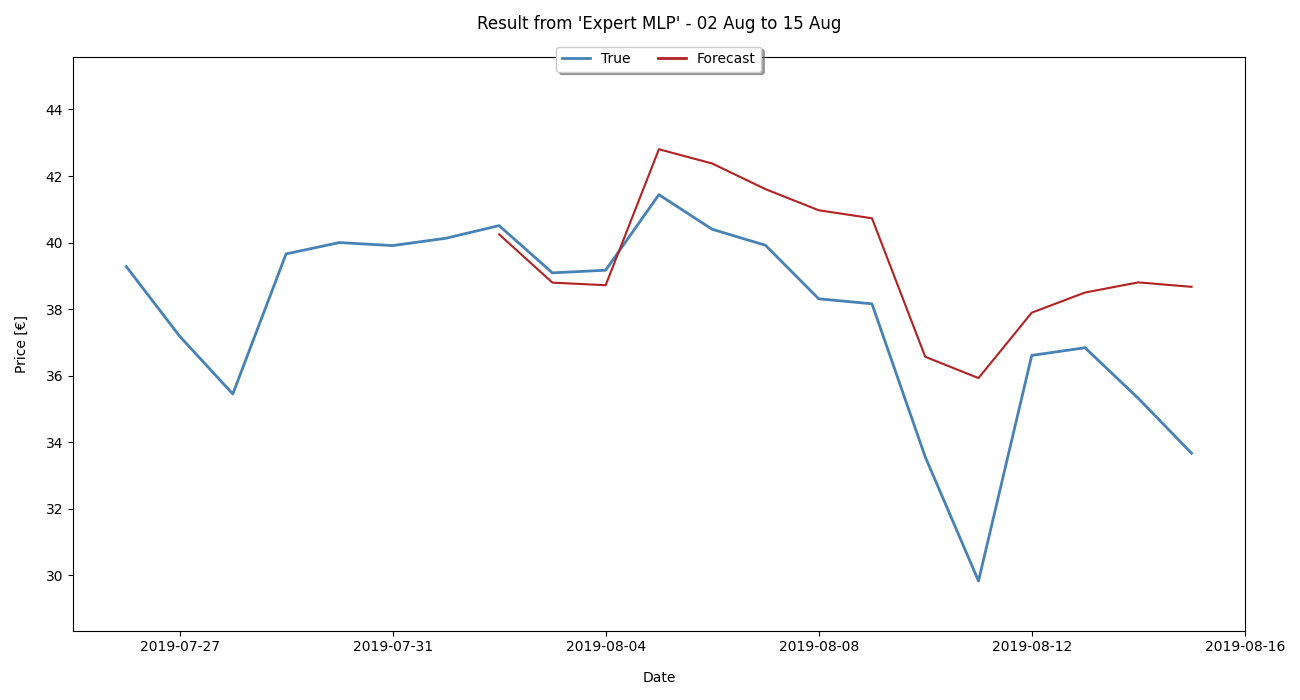 Result from 'Expert MLP' - 02 Aug to 15 Aug
True Forecast
44
42
40
38
36
34
32
30
Price [€]
2019-07-27 2019-07-31 2019-08-04 2019-08-08 2019-08-12 2019-08-16
Date